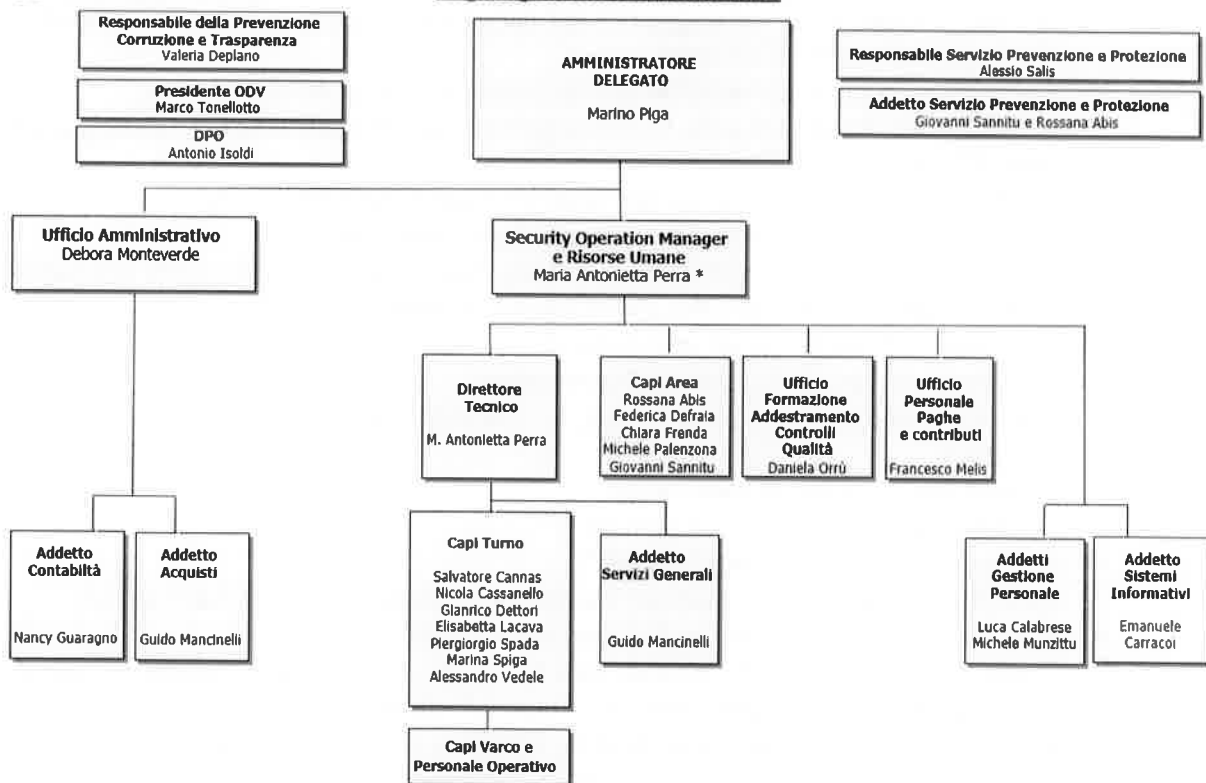 Responsabile della Prevenzione
Corruzione e Trasparenza
Valeria Deplano
Presidente ODV
Marco Tonellotto
DPO
Antonio Isoldi
AMMINISTRATORE
DELEGATO
Marino Piga
Responsabile Servizio Prevenzione e Protezione
Alessio Salis
Addetto Servizio Prevenzione e Protezione
Giovanni Sannitu e Rossana Abis
Ufficio Amministrativo
Debora Monteverde
Security Operation Manager
e Risorse Umane
Maria Antonietta Perra *
Direttore
Tecnico
M. Antonietta Perra
Capi Area
Rossana Abis
Federica Defraia
Chiara Frenda
Michele Palenzona
Giovanni Sannitu
Ufficio
Formazione
Addestramento
Controlli
Qualità
Daniela Orrù
Ufficio
Personale
Paghe
e contributi
Francesco Melis
Addetto
Contabiltà
Nancy Guaragno
Addetto
Acquisti
Guido Mancinelli
Capi Turno
Salvatore Cannas
Nicola Cassanello
Gianrico Dettori
Elisabetta Lacava
Piergiorgio Spada
Marina Spiga
Alessandro Vedele
Addetto
Servizi Generali
Guido Mancinelli
Addetti
Gestione
Personale
Luca Calabrese
Michele Munzittu
Addetto
Sistemi
Informativi
Emanuele
Carracoi
Capi Varco e
Personale Operativo